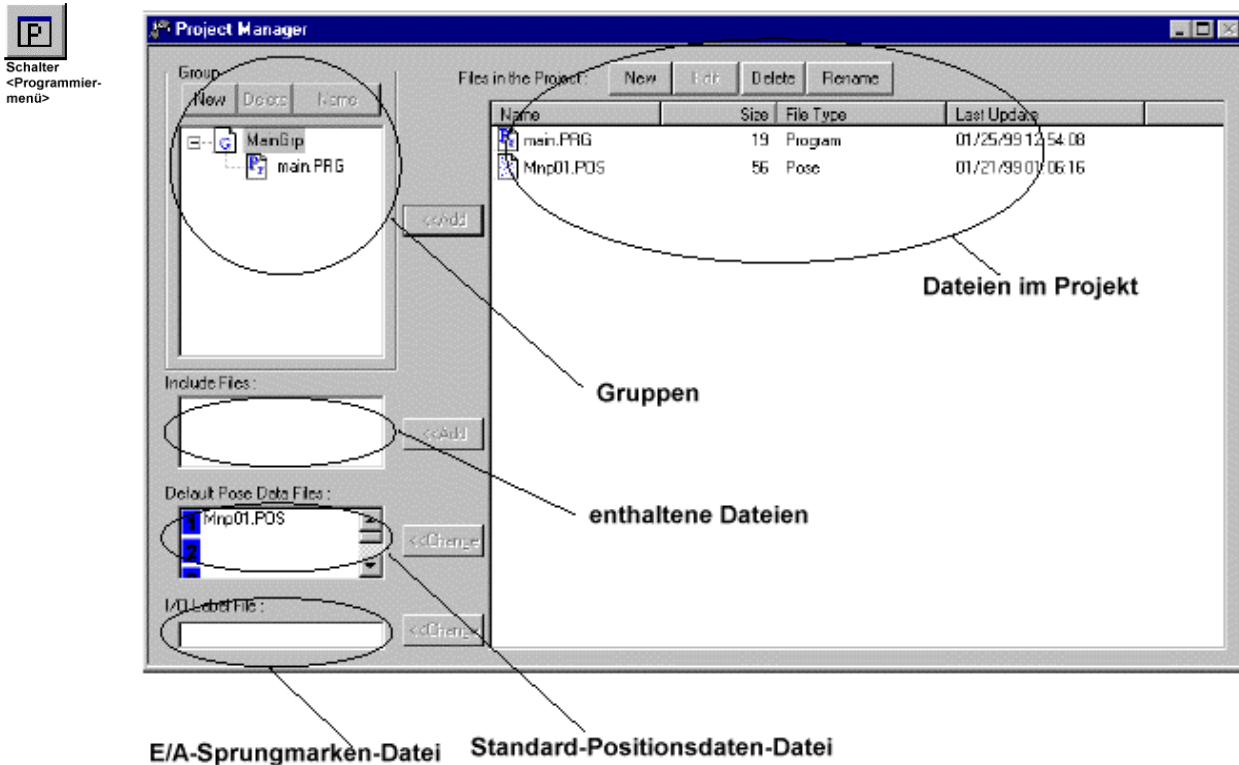 P
Schalter
<Programmier-
menü>
Project Manager
Group
New Delete Name
G MainGrp
main.PRG
Files in the Project: New Edit Delete Rename
Name Size File Type Last Update
main.PRG 19 Program 01/25/99 12:54:08
Mnp01.POS 56 Pose 01/21/99 01:06:16
<<Add
Dateien im Projekt
Gruppen
Include Files :
<<Add
enthaltene Dateien
Default Pose Data Files :
1 Mnp01.POS
2
<<Change
I/O Label File :
<<Change
E/A-Sprungmarken-Datei Standard-Positionsdaten-Datei